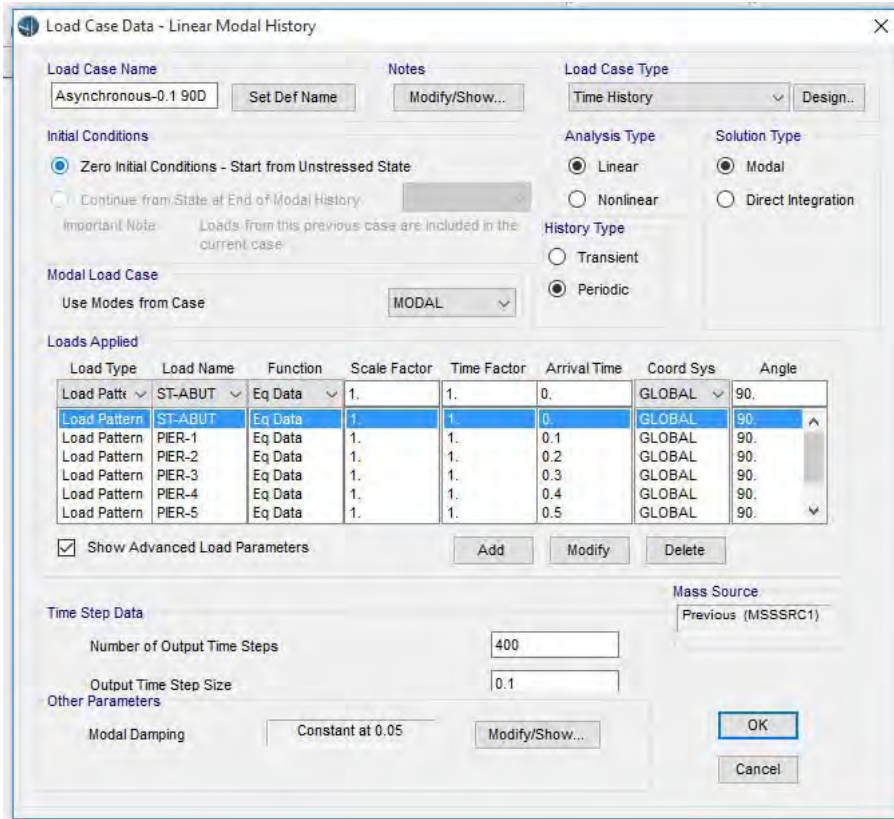 Load Case Data - Linear Modal History
Load Case Name
Notes
Load Case Type
Asynchronous-0.1 90D
Set Def Name
Modify/Show...
Time History
Design..
Initial Conditions
Analysis Type
Solution Type
Zero Initial Conditions - Start from Unstressed State
Linear
Modal
Continue from State at End of Modal History
Nonlinear
Direct Integration
Important Note: Loads from this previous case are included in the
current case
History Type
Transient
Periodic
Modal Load Case
Use Modes from Case
MODAL
Loads Applied
Load Type Load Name Function Scale Factor Time Factor Arrival Time Coord Sys Angle
Load Patte ST-ABUT Eq Data 1. 1. 0. GLOBAL 90.
Load Pattern ST-ABUT Eq Data 1. 1. 0. GLOBAL 90.
Load Pattern PIER-1 Eq Data 1. 1. 0.1 GLOBAL 90.
Load Pattern PIER-2 Eq Data 1. 1. 0.2 GLOBAL 90.
Load Pattern PIER-3 Eq Data 1. 1. 0.3 GLOBAL 90.
Load Pattern PIER-4 Eq Data 1. 1. 0.4 GLOBAL 90.
Load Pattern PIER-5 Eq Data 1. 1. 0.5 GLOBAL 90.
Show Advanced Load Parameters
Add
Modify
Delete
Time Step Data
Mass Source
Previous (MSSSRC1)
Number of Output Time Steps
400
Output Time Step Size
0.1
Other Parameters
Modal Damping
Constant at 0.05
Modify/Show...
OK
Cancel